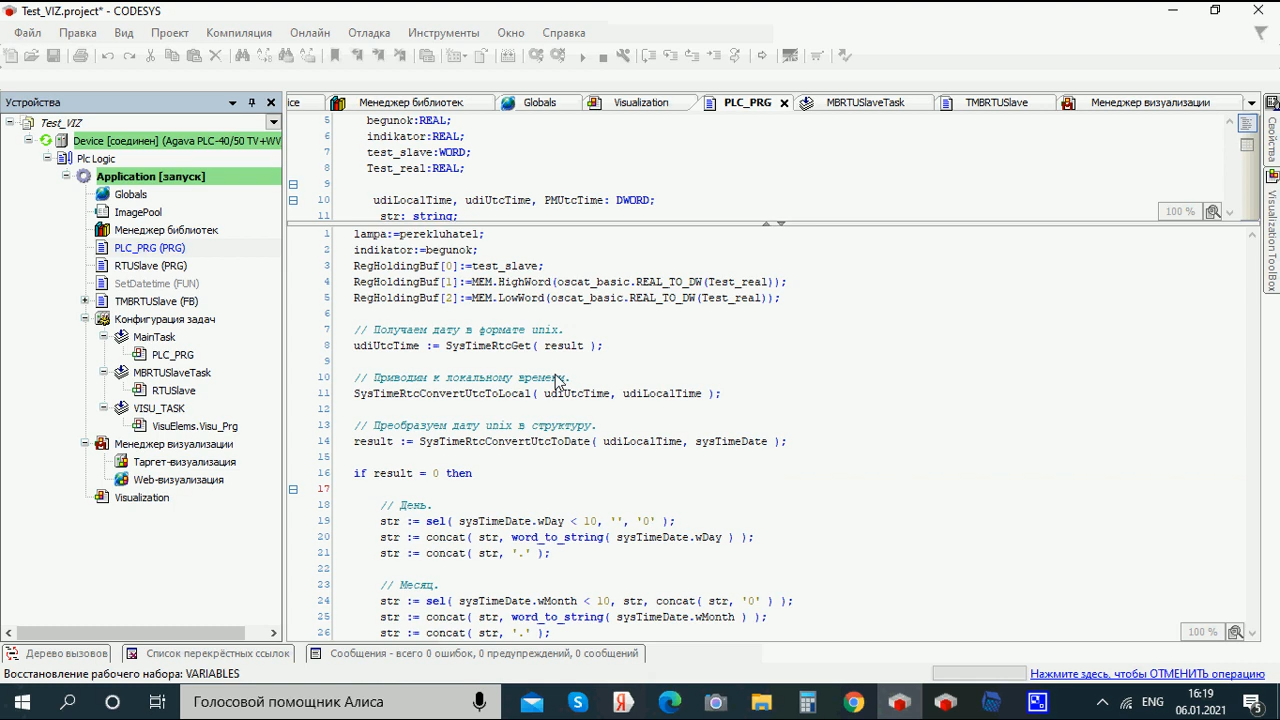 Test_VIZ.project* - CODESYS
Файл Правка Вид Проект Компиляция Онлайн Отладка Инструменты Окно Справка
Устройства
Test_VIZ
Device [соединен] (Agava PLC-40/50 TV+WV
Plc Logic
Application [запуск]
Globals
ImagePool
Менеджер библиотек
PLC_PRG (PRG)
RTUSlave (PRG)
SetDatetime (FUN)
TMBRTUSlave (FB)
Конфигурация задач
MainTask
PLC_PRG
MBRTUSlaveTask
RTUSlave
VISU_TASK
VisuElems.Visu_Prg
Менеджер визуализации
Таргет-визуализация
Web-визуализация
Visualization
ice Менеджер библиотек Globals Visualization PLC_PRG MBRTUSlaveTask TMBRTUSlave Менеджер визуализации
5 begunok:REAL;
6 indikator:REAL;
7 test_slave:WORD;
8 Test_real:REAL;
9
10 udiLocalTime, udiUtcTime, PMUtcTime: DWORD;
11 str: string;
100 %
1 lampa:=perekluhatel;
2 indikator:=begunok;
3 RegHoldingBuf[0]:=test_slave;
4 RegHoldingBuf[1]:=MEM.HighWord(oscat_basic.REAL_TO_DW(Test_real));
5 RegHoldingBuf[2]:=MEM.LowWord(oscat_basic.REAL_TO_DW(Test_real));
6
7 // Получаем дату в формате unix.
8 udiUtcTime := SysTimeRtcGet( result );
9
10 // Приводим к локальному времени.
11 SysTimeRtcConvertUtcToLocal( udiUtcTime, udiLocalTime );
12
13 // Преобразуем дату unix в структуру.
14 result := SysTimeRtcConvertUtcToDate( udiLocalTime, sysTimeDate );
15
16 if result = 0 then
17
18 // День.
19 str := sel( sysTimeDate.wDay < 10, '', '0' );
20 str := concat( str, word_to_string( sysTimeDate.wDay ) );
21 str := concat( str, '.' );
22
23 // Месяц.
24 str := sel( sysTimeDate.wMonth < 10, str, concat( str, '0' ) );
25 str := concat( str, word_to_string( sysTimeDate.wMonth ) );
26 str := concat( str, '.' );
100 %
Свойства
Visualization ToolBox
Дерево вызовов Список перекрёстных ссылок Сообщения - всего 0 ошибок, 0 предупреждений, 0 сообщений
Восстановление рабочего набора: VARIABLES Нажмите здесь, чтобы ОТМЕНИТЬ операцию
Голосовой помощник Алиса
ENG
16:19
06.01.2021
5